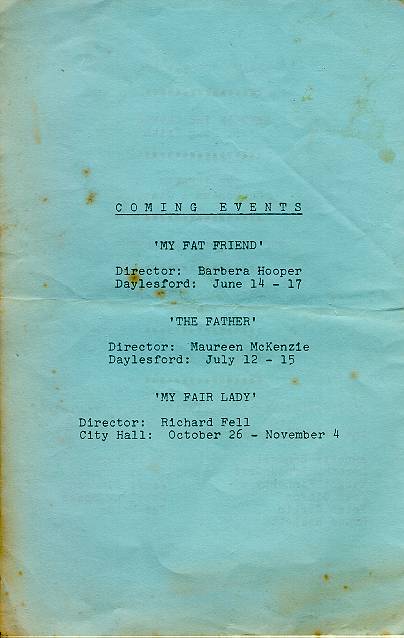 COMING EVENTS
'MY FAT FRIEND'
Director: Barbera Hooper
Daylesford: June 14 - 17
'THE FATHER'
Director: Maureen McKenzie
Daylesford: July 12 - 15
'MY FAIR LADY'
Director: Richard Fell
City Hall: October 26 - November 4